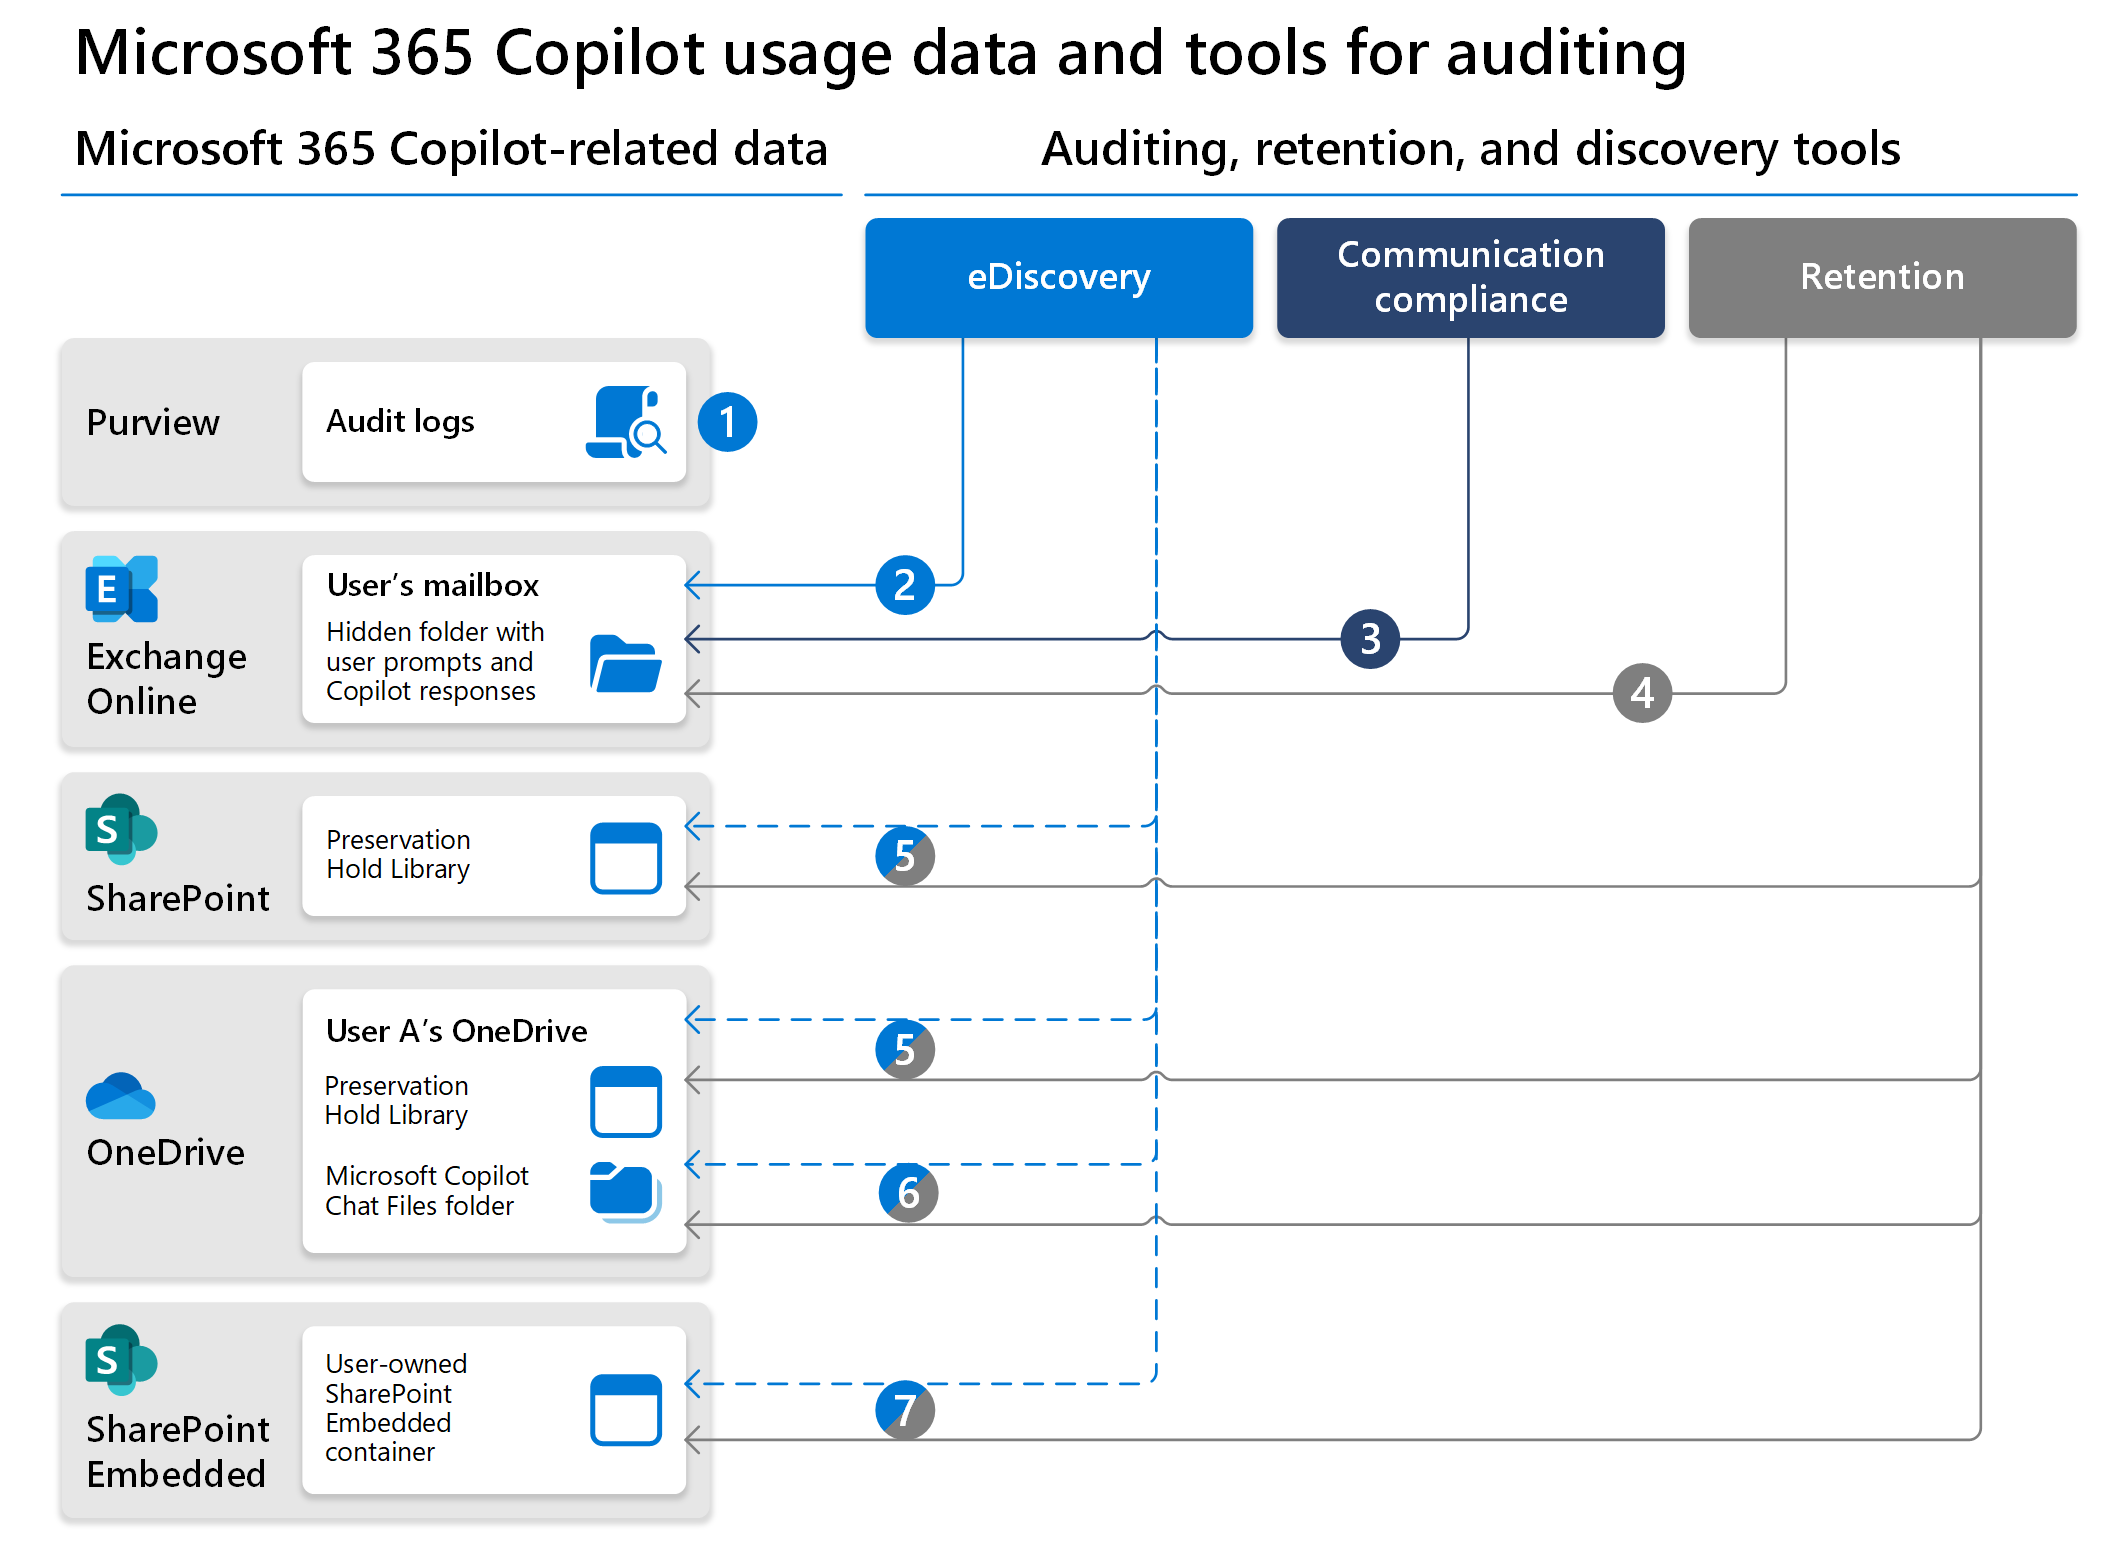 Microsoft 365 Copilot usage data and tools for auditing
Microsoft 365 Copilot-related data
Auditing, retention, and discovery tools
eDiscovery
Communication
compliance
Retention
Purview
Audit logs
1
E
Exchange
Online
User’s mailbox
Hidden folder with
user prompts and
Copilot responses
2
3
4
S
SharePoint
Preservation
Hold Library
5
OneDrive
User A’s OneDrive
Preservation
Hold Library
5
Microsoft Copilot
Chat Files folder
6
S
SharePoint
Embedded
User-owned
SharePoint
Embedded
container
7